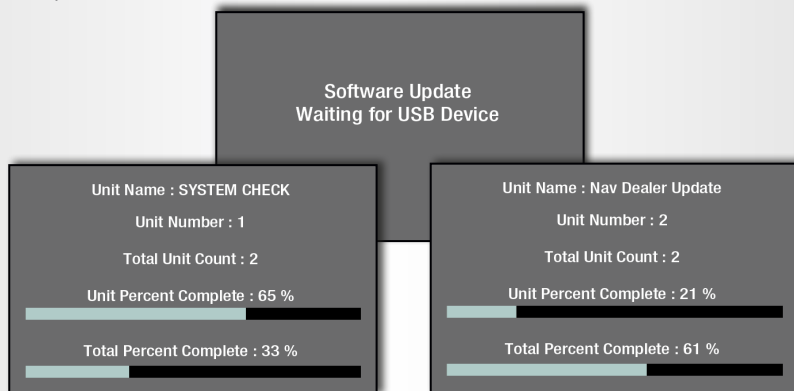 Software Update
Waiting for USB Device
Unit Name : SYSTEM CHECK
Unit Number : 1
Total Unit Count : 2
Unit Percent Complete : 65 %
Total Percent Complete : 33 %
Unit Name : Nav Dealer Update
Unit Number : 2
Total Unit Count : 2
Unit Percent Complete : 21 %
Total Percent Complete : 61 %